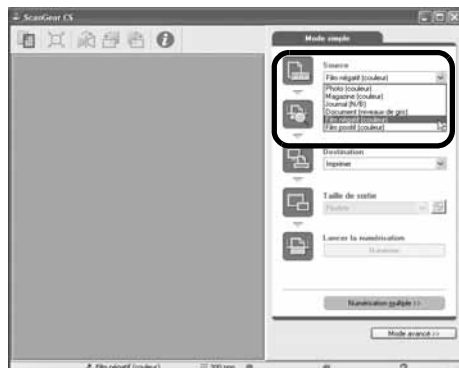 ScanGear CS
Mode simple
Source
Film négatif (couleur)
Photo (couleur)
Magazine (couleur)
Journal (N/B)
Document (niveaux de gris)
Film négatif (couleur)
Film positif (couleur)
Destination
Imprimer
Taille de sortie
Flexible
Lancer la numérisation
Numériser
Numérisation multiple >>
Mode avancé >>
Film négatif (couleur)
300 ppp